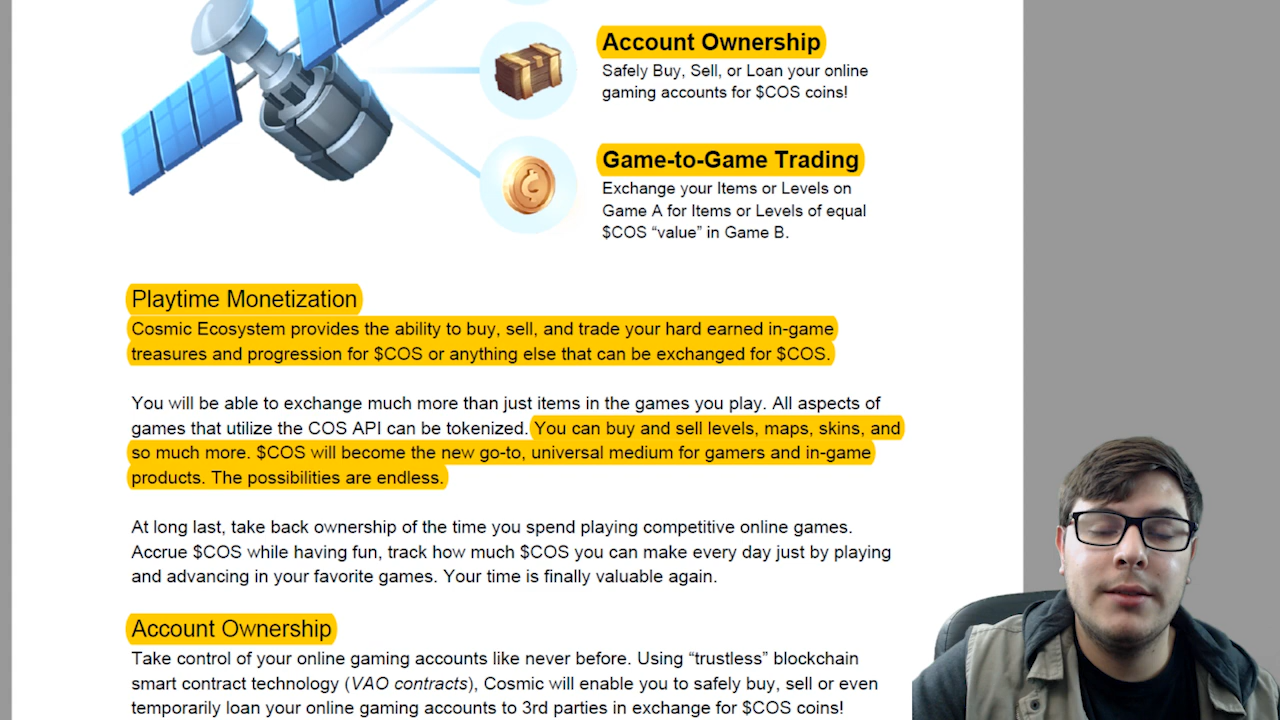 Account Ownership
Safely Buy, Sell, or Loan your online
gaming accounts for $COS coins!
Game-to-Game Trading
Exchange your Items or Levels on
Game A for Items or Levels of equal
$COS “value” in Game B.
Playtime Monetization
Cosmic Ecosystem provides the ability to buy, sell, and trade your hard earned in-game
treasures and progression for $COS or anything else that can be exchanged for $COS.
You will be able to exchange much more than just items in the games you play. All aspects of
games that utilize the COS API can be tokenized. You can buy and sell levels, maps, skins, and
so much more. $COS will become the new go-to, universal medium for gamers and in-game
products. The possibilities are endless.
At long last, take back ownership of the time you spend playing competitive online games.
Accrue $COS while having fun, track how much $COS you can make every day just by playing
and advancing in your favorite games. Your time is finally valuable again.
Account Ownership
Take control of your online gaming accounts like never before. Using “trustless” blockchain
smart contract technology (VAO contracts), Cosmic will enable you to safely buy, sell or even
temporarily loan your online gaming accounts to 3rd parties in exchange for $COS coins!